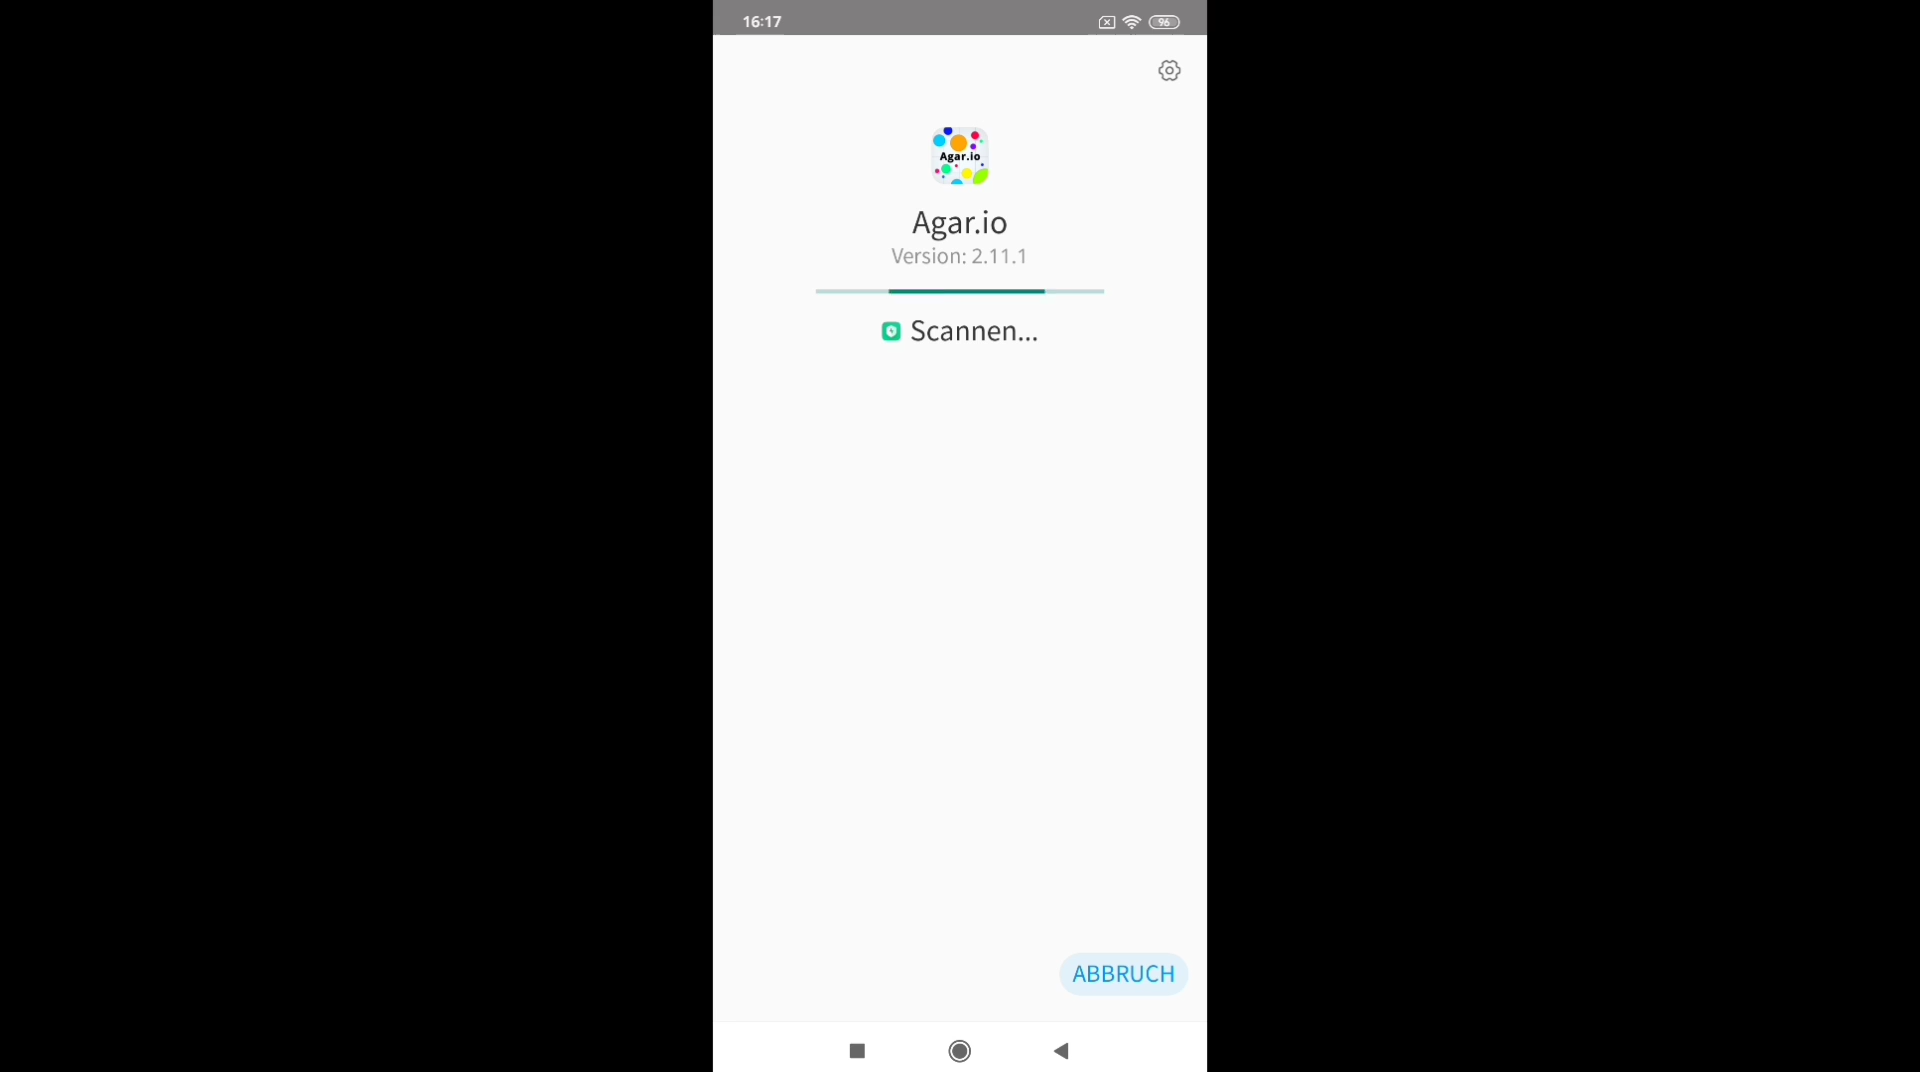 16:17
96
Agar.io
Agar.io
Version: 2.11.1
Scannen...
ABBRUCH